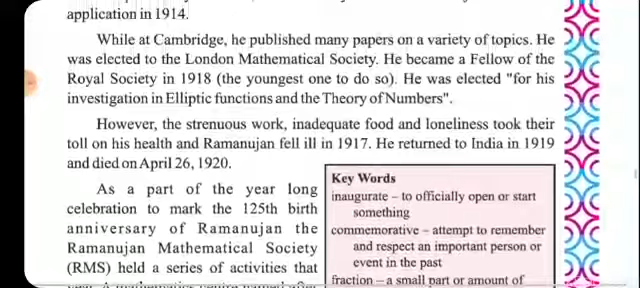 application in 1914.
While at Cambridge, he published many papers on a variety of topics. He
was elected to the London Mathematical Society. He became a Fellow of the
Royal Society in 1918 (the youngest one to do so). He was elected "for his
investigation in Elliptic functions and the Theory of Numbers".
However, the strenuous work, inadequate food and loneliness took their
toll on his health and Ramanujan fell ill in 1917. He returned to India in 1919
and died on April 26, 1920.
As a part of the year long
celebration to mark the 125th birth
anniversary of Ramanujan the
Ramanujan Mathematical Society
(RMS) held a series of activities that
Key Words
inaugurate – to officially open or start
something
commemorative – attempt to remember
and respect an important person or
event in the past
fraction – a small part or amount of